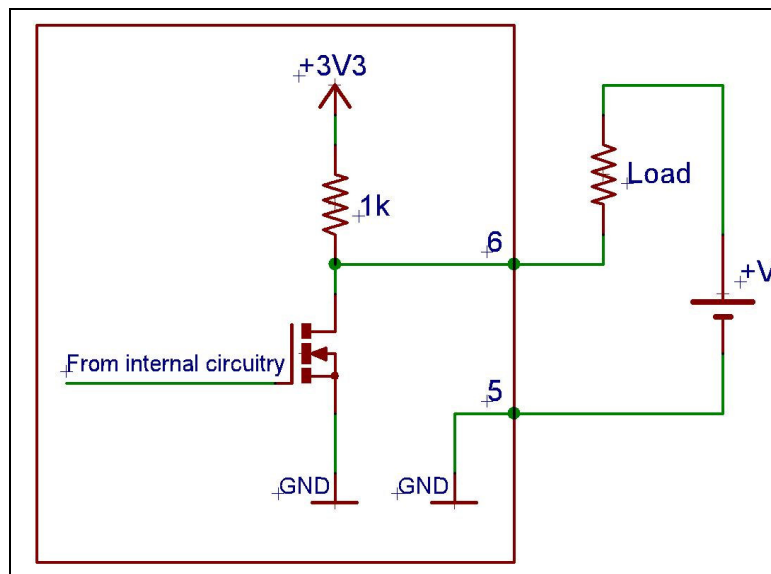 +3V3
1k
6
Load
+V
From internal circuitry
5
GND
GND